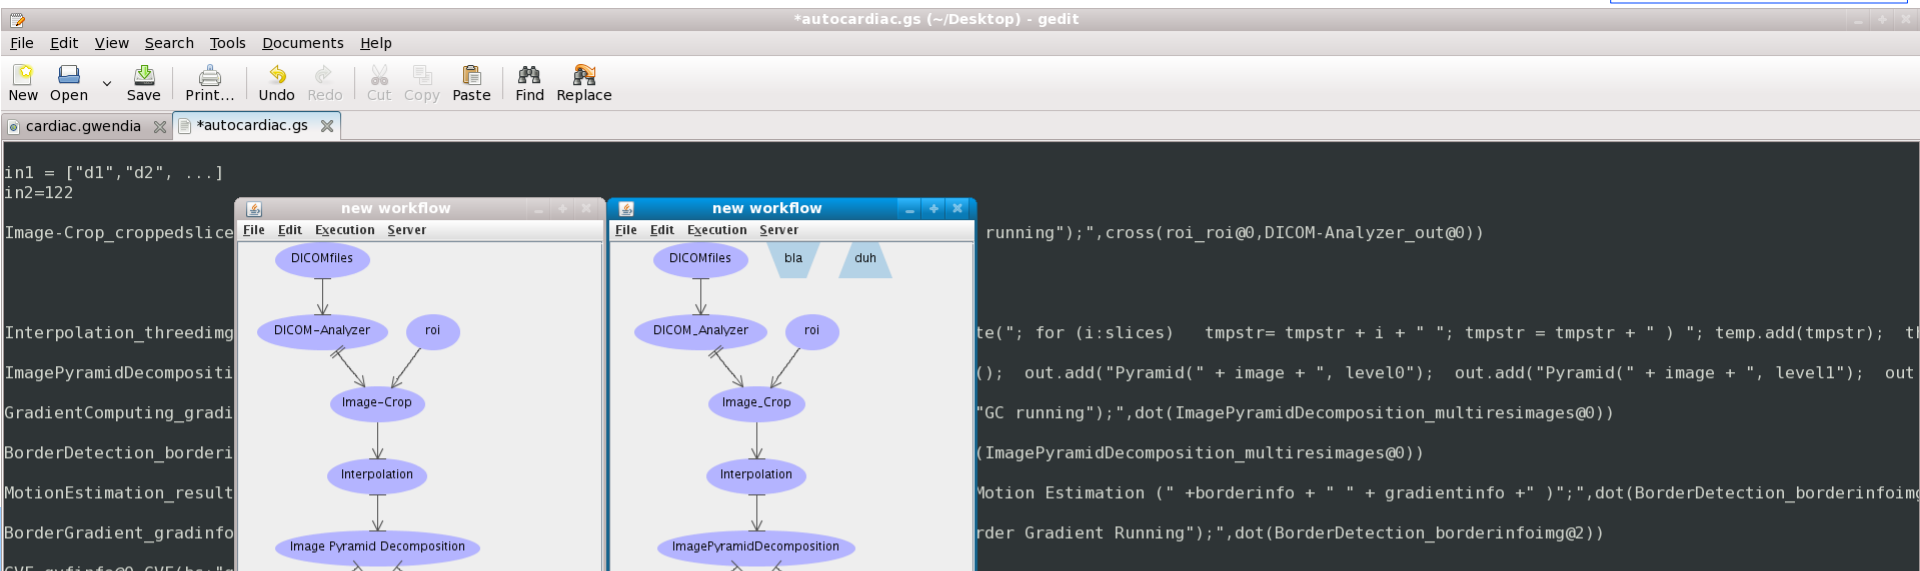 *autocardiac.gs (~/Desktop) - gedit
File Edit View Search Tools Documents Help
New Open Save Print... Undo Redo Cut Copy Paste Find Replace
cardiac.gwendia *autocardiac.gs
in1 = ["d1","d2", ...]
in2=122
new workflow
File Edit Execution Server
DICOMfiles
DICOM-Analyzer roi
Image-Crop
Interpolation
Image Pyramid Decomposition
new workflow
File Edit Execution Server
DICOMfiles bla duh
DICOM_Analyzer roi
Image_Crop
Interpolation
ImagePyramidDecomposition
Image-Crop_croppedslice running");",cross(roi_roi@0,DICOM-Analyzer_out@0))
Interpolation_threedimg te("; for (i:slices)   tmpstr= tmpstr + i + " "; tmpstr = tmpstr + " ) "; temp.add(tmpstr);
ImagePyramidDecompositi ();  out.add("Pyramid(" + image + ", level0");  out.add("Pyramid(" + image + ", level1");  out
GradientComputing_gradi "GC running");",dot(ImagePyramidDecomposition_multiresimages@0))
BorderDetection_borderi (ImagePyramidDecomposition_multiresimages@0))
MotionEstimation_result Motion Estimation (" +borderinfo + " " + gradientinfo +" )";",dot(BorderDetection_borderinfoimg
BorderGradient_gradinfo rder Gradient Running");",dot(BorderDetection_borderinfoimg@2))